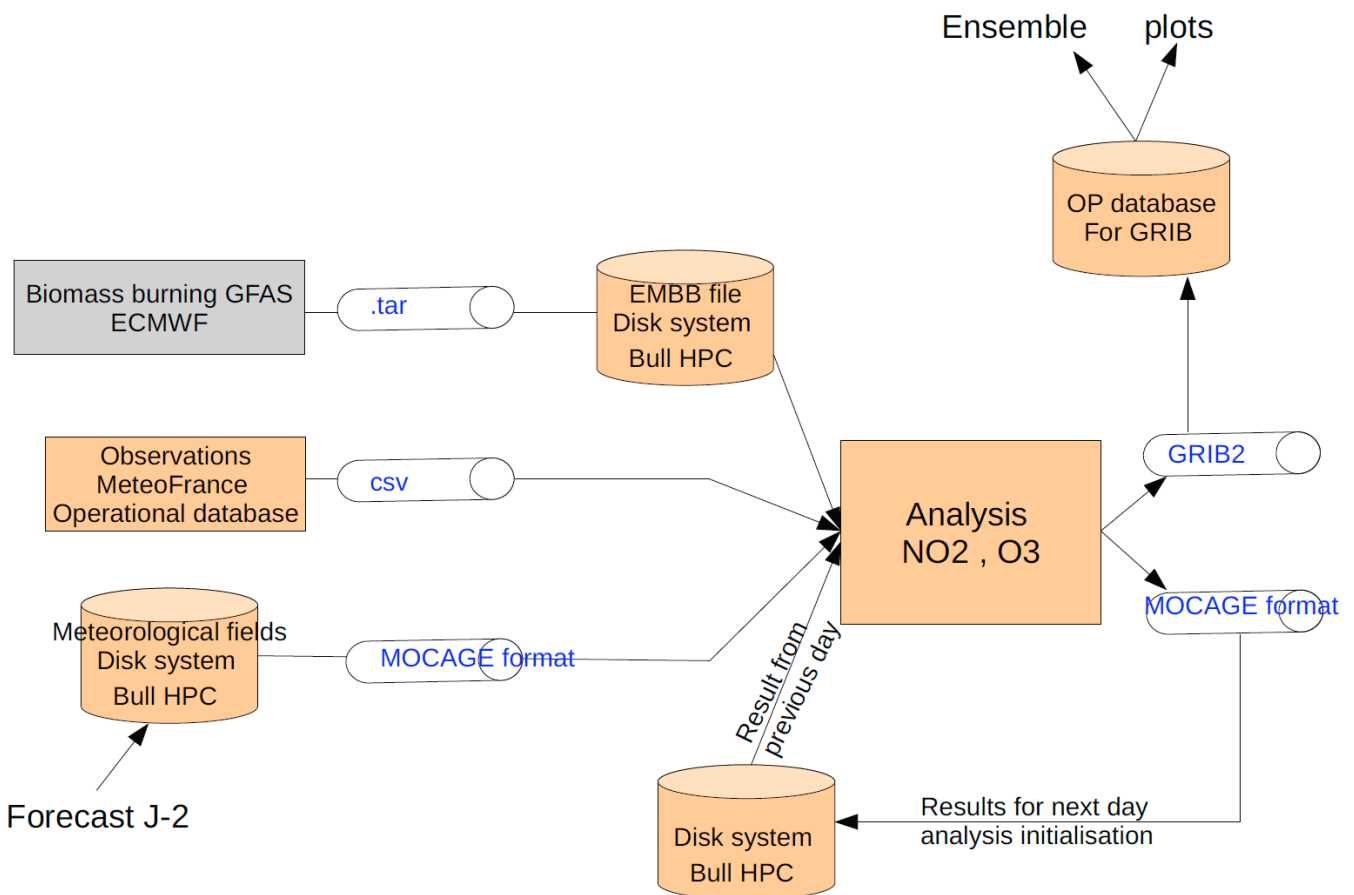 Ensemble plots
OP database
For GRIB
Biomass burning GFAS
ECMWF
.tar
EMBB file
Disk system
Bull HPC
Observations
MeteoFrance
Operational database
csv
Analysis
NO2 , O3
GRIB2
MOCAGE format
Meteorological fields
Disk system
Bull HPC
MOCAGE format
Result from
previous day
Forecast J-2
Disk system
Bull HPC
Results for next day
analysis initialisation